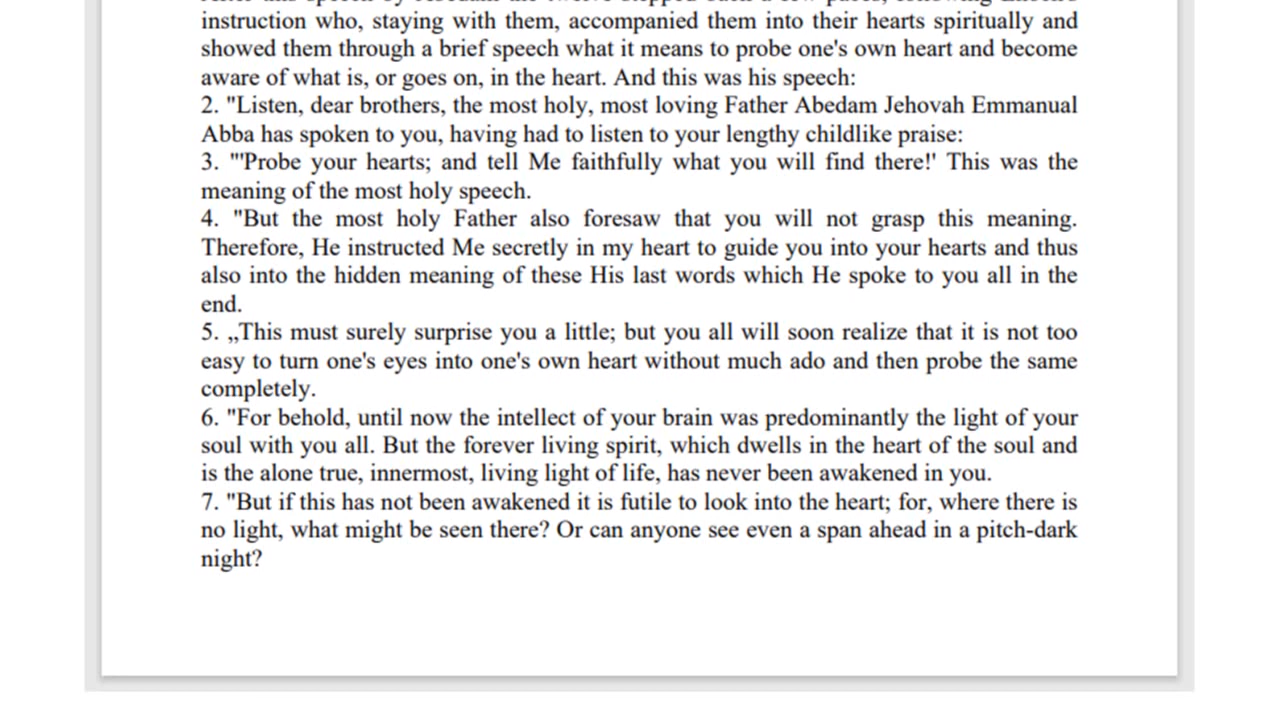 instruction who, staying with them, accompanied them into their hearts spiritually and
showed them through a brief speech what it means to probe one's own heart and become
aware of what is, or goes on, in the heart. And this was his speech:
2. "Listen, dear brothers, the most holy, most loving Father Abedam Jehovah Emmanual
Abba has spoken to you, having had to listen to your lengthy childlike praise:
3. "'Probe your hearts; and tell Me faithfully what you will find there!' This was the
meaning of the most holy speech.
4. "But the most holy Father also foresaw that you will not grasp this meaning.
Therefore, He instructed Me secretly in my heart to guide you into your hearts and thus
also into the hidden meaning of these His last words which He spoke to you all in the
end.
5. „This must surely surprise you a little; but you all will soon realize that it is not too
easy to turn one's eyes into one's own heart without much ado and then probe the same
completely.
6. "For behold, until now the intellect of your brain was predominantly the light of your
soul with you all. But the forever living spirit, which dwells in the heart of the soul and
is the alone true, innermost, living light of life, has never been awakened in you.
7. "But if this has not been awakened it is futile to look into the heart; for, where there is
no light, what might be seen there? Or can anyone see even a span ahead in a pitch-dark
night?